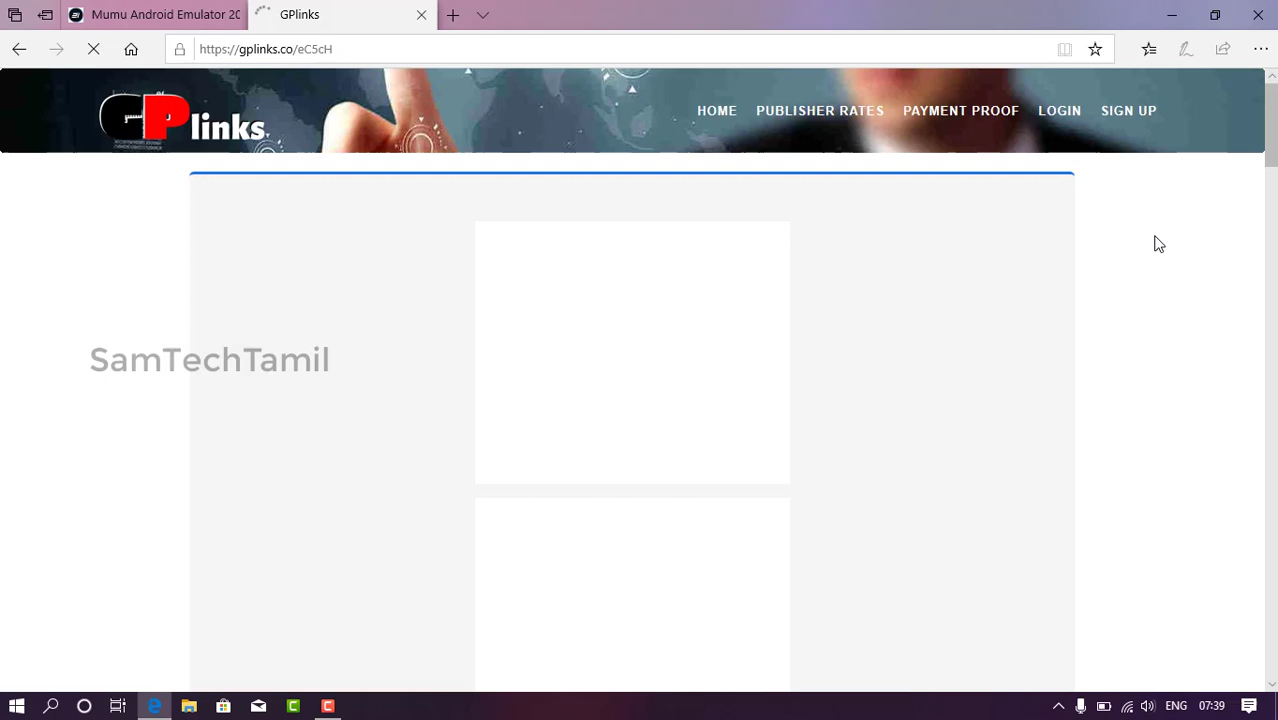 Mumu Android Emulator 20
GPlinks
https://gplinks.co/eC5cH
GP links
HOME PUBLISHER RATES PAYMENT PROOF LOGIN SIGN UP
SamTechTamil
ENG 07:39